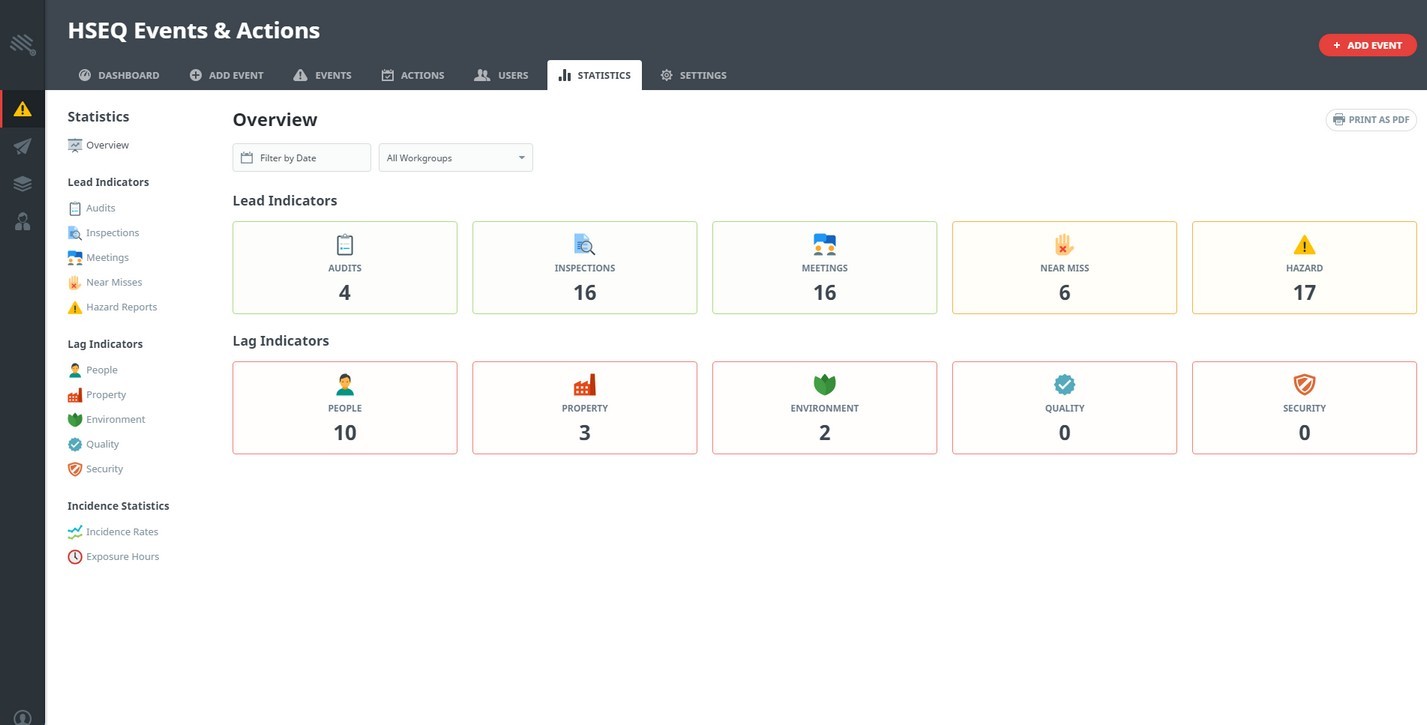 HSEQ Events & Actions
+ ADD EVENT
DASHBOARD
ADD EVENT
EVENTS
ACTIONS
USERS
STATISTICS
SETTINGS
Statistics
Overview
Lead Indicators
Audits
Inspections
Meetings
Near Misses
Hazard Reports
Lag Indicators
People
Property
Environment
Quality
Security
Incidence Statistics
Incidence Rates
Exposure Hours
Overview
PRINT AS PDF
Filter by Date
All Workgroups
Lead Indicators
AUDITS
4
INSPECTIONS
16
MEETINGS
16
NEAR MISS
6
HAZARD
17
Lag Indicators
PEOPLE
10
PROPERTY
3
ENVIRONMENT
2
QUALITY
0
SECURITY
0